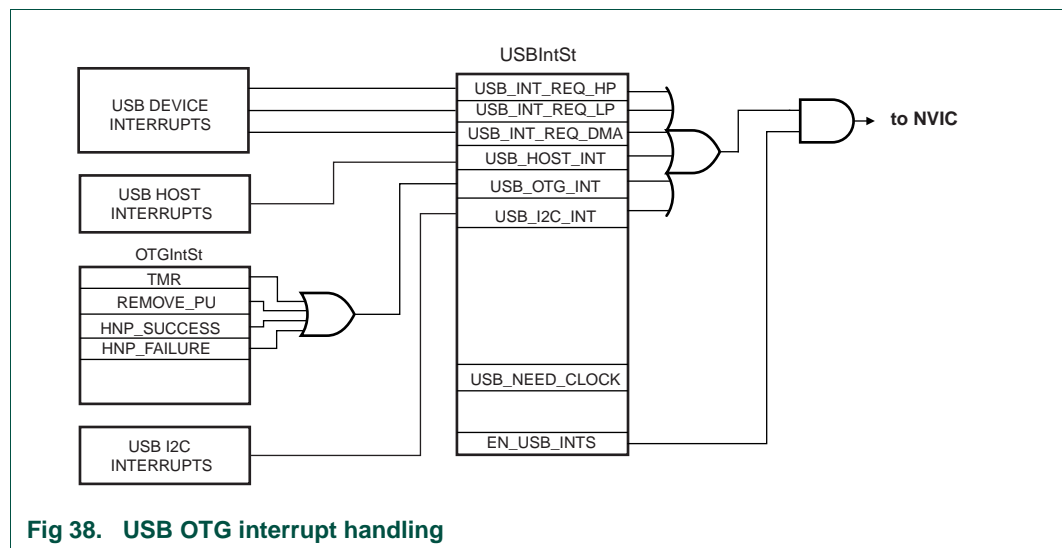 USBIntSt
USB DEVICE
INTERRUPTS
USB_INT_REQ_HP
USB_INT_REQ_LP
USB_INT_REQ_DMA
USB_HOST_INT
USB_OTG_INT
USB_I2C_INT
to NVIC
USB HOST
INTERRUPTS
OTGIntSt
TMR
REMOVE_PU
HNP_SUCCESS
HNP_FAILURE
USB_NEED_CLOCK
EN_USB_INTS
USB I2C
INTERRUPTS
Fig 38. USB OTG interrupt handling